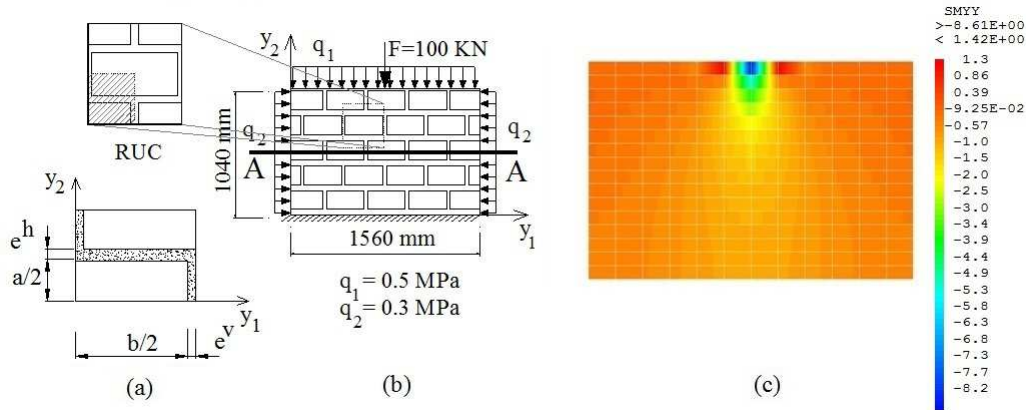 RUC
y₂
eʰ
a/2
b/2
eᵛ
y₁
(a)
y₂
q₁
F=100 KN
q₂
q₂
1040 mm
A
A
y₁
1560 mm
q₁ = 0.5 MPa
q₂ = 0.3 MPa
(b)
(c)
SMYY
>-8.61E+00
< 1.42E+00
1.3
0.86
0.39
-9.25E-02
-0.57
-1.0
-1.5
-2.0
-2.5
-3.0
-3.4
-3.9
-4.4
-4.9
-5.3
-5.8
-6.3
-6.8
-7.3
-7.7
-8.2